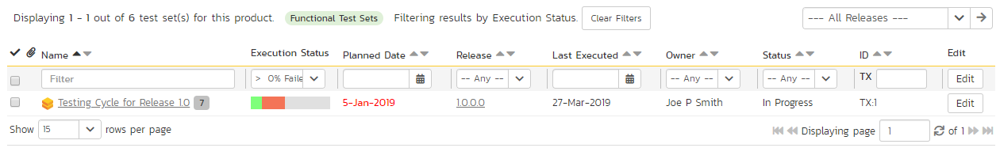 Displaying 1 - 1 out of 6 test set(s) for this product. Functional Test Sets Filtering results by Execution Status. Clear Filters --- All Releases ---
Name Execution Status Planned Date Release Last Executed Owner Status ID Edit
Filter > 0% Faile -- Any -- -- Any -- -- Any -- TX Edit
Testing Cycle for Release 1.0 7 5-Jan-2019 1.0.0.0 27-Mar-2019 Joe P Smith In Progress TX:1 Edit
Show 15 rows per page Displaying page 1 of 1